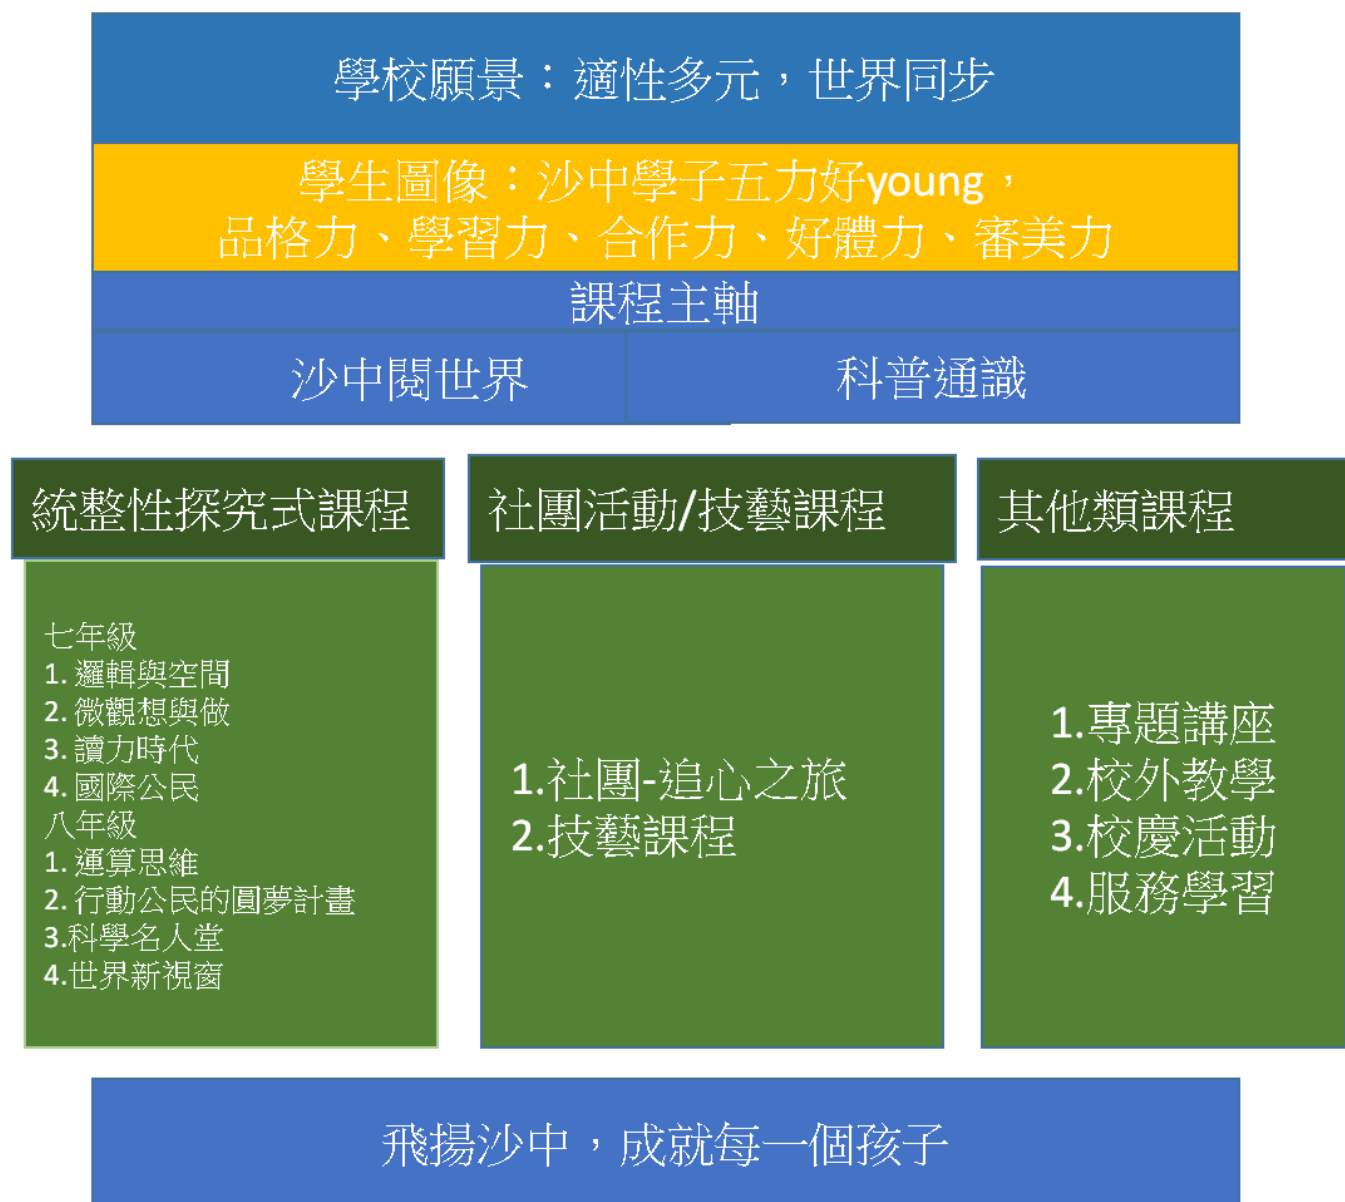 學校願景：適性多元，世界同步
學生圖像：沙中學子五力好young，
品格力、學習力、合作力、好體力、審美力
課程主軸
沙中閱世界
科普通識
統整性探究式課程
七年級
1. 邏輯與空間
2. 微觀想與做
3. 讀力時代
4. 國際公民
八年級
1. 運算思維
2. 行動公民的圓夢計畫
3.科學名人堂
4.世界新視窗
社團活動/技藝課程
1.社團-追心之旅
2.技藝課程
其他類課程
1.專題講座
2.校外教學
3.校慶活動
4.服務學習
飛揚沙中，成就每一個孩子